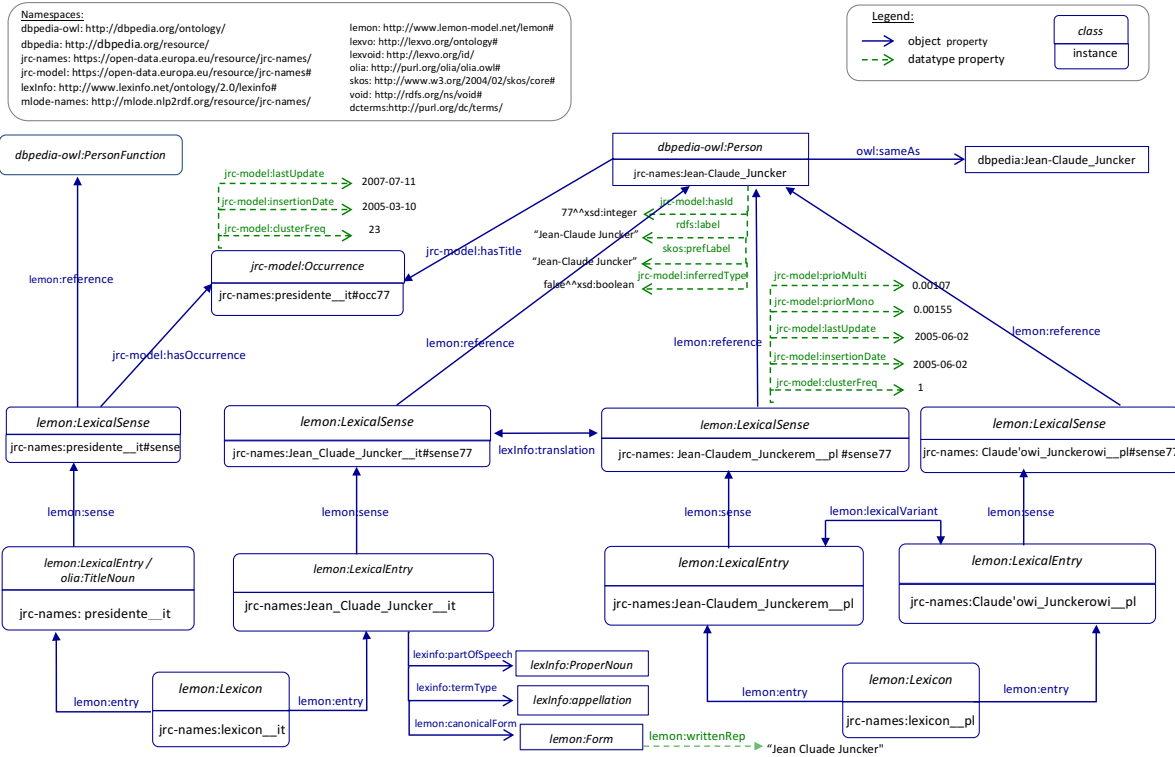 Namespaces:
dbpedia-owl: http://dbpedia.org/ontology/
dbpedia: http://dbpedia.org/resource/
jrc-names: https://open-data.europa.eu/resource/jrc-names/
jrc-model: https://open-data.europa.eu/resource/jrc-names#
lexInfo: http://www.lexinfo.net/ontology/2.0/lexinfo#
mlode-names: http://mlode.nlp2rdf.org/resource/jrc-names/
lemon: http://www.lemon-model.net/lemon#
lexvo: http://lexvo.org/ontology#
lexvoid: http://lexvo.org/id/
olia: http://purl.org/olia/olia.owl#
skos: http://www.w3.org/2004/02/skos/core#
void: http://rdfs.org/ns/void#
dcterms:http://purl.org/dc/terms/
Legend:
object property
datatype property
class
instance
dbpedia-owl:PersonFunction
dbpedia-owl:Person
jrc-names:Jean-Claude_Juncker
owl:sameAs
dbpedia:Jean-Claude_Juncker
jrc-model:lastUpdate
2007-07-11
jrc-model:insertionDate
2005-03-10
jrc-model:clusterFreq
23
jrc-model:hasId
77^^xsd:integer
rdfs:label
“Jean-Claude Juncker”
skos:prefLabel
“Jean-Claude Juncker”
jrc-model:inferredType
false^^xsd:boolean
jrc-model:hasTitle
jrc-model:Occurrence
jrc-names:presidente__it#occ77
lemon:reference
jrc-model:hasOccurrence
lemon:reference
lemon:reference
lemon:reference
jrc-model:prioMulti
0.00107
jrc-model:priorMono
0.00155
jrc-model:lastUpdate
2005-06-02
jrc-model:insertionDate
2005-06-02
jrc-model:clusterFreq
1
lemon:LexicalSense
jrc-names:presidente__it#sense
lemon:LexicalSense
jrc-names:Jean_Cluade_Juncker__it#sense77
lexInfo:translation
lemon:LexicalSense
jrc-names: Jean-Claudem_Junckerem__pl #sense77
lemon:LexicalSense
jrc-names: Claude'owi_Junckerowi__pl#sense77
lemon:sense
lemon:sense
lemon:sense
lemon:lexicalVariant
lemon:sense
lemon:LexicalEntry /
olia:TitleNoun
jrc-names: presidente__it
lemon:LexicalEntry
jrc-names:Jean_Cluade_Juncker__it
lemon:LexicalEntry
jrc-names:Jean-Claudem_Junckerem__pl
lemon:LexicalEntry
jrc-names:Claude'owi_Junckerowi__pl
lemon:entry
lemon:Lexicon
jrc-names:lexicon__it
lemon:entry
lexinfo:partOfSpeech
lexInfo:ProperNoun
lexinfo:termType
lexInfo:appellation
lemon:canonicalForm
lemon:Form
lemon:writtenRep
“Jean Cluade Juncker"
lemon:entry
lemon:Lexicon
jrc-names:lexicon__pl
lemon:entry